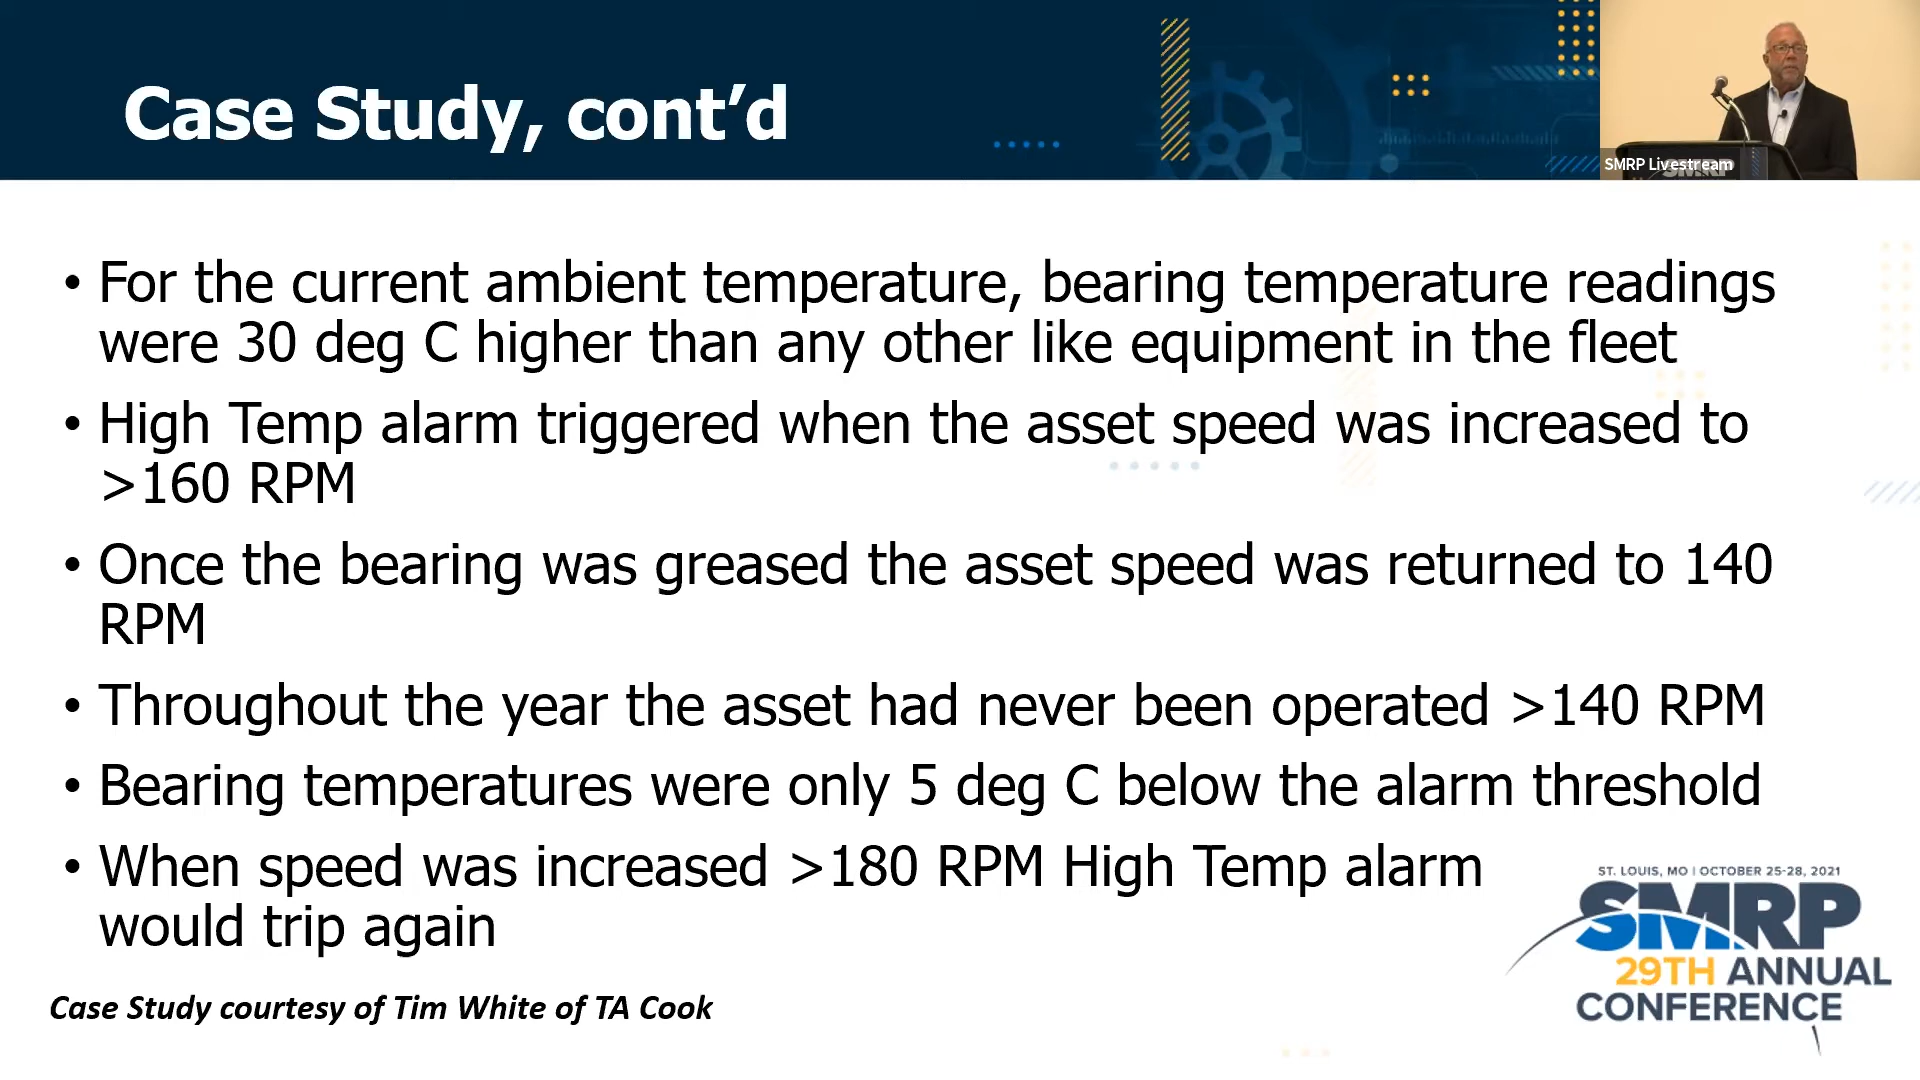 Case Study, cont’d
SMRP Livestream
SMRP
• For the current ambient temperature, bearing temperature readings
were 30 deg C higher than any other like equipment in the fleet
• High Temp alarm triggered when the asset speed was increased to
>160 RPM
• Once the bearing was greased the asset speed was returned to 140
RPM
• Throughout the year the asset had never been operated >140 RPM
• Bearing temperatures were only 5 deg C below the alarm threshold
• When speed was increased >180 RPM High Temp alarm
would trip again
Case Study courtesy of Tim White of TA Cook
ST. LOUIS, MO | OCTOBER 25-28, 2021
SMRP
29TH ANNUAL
CONFERENCE